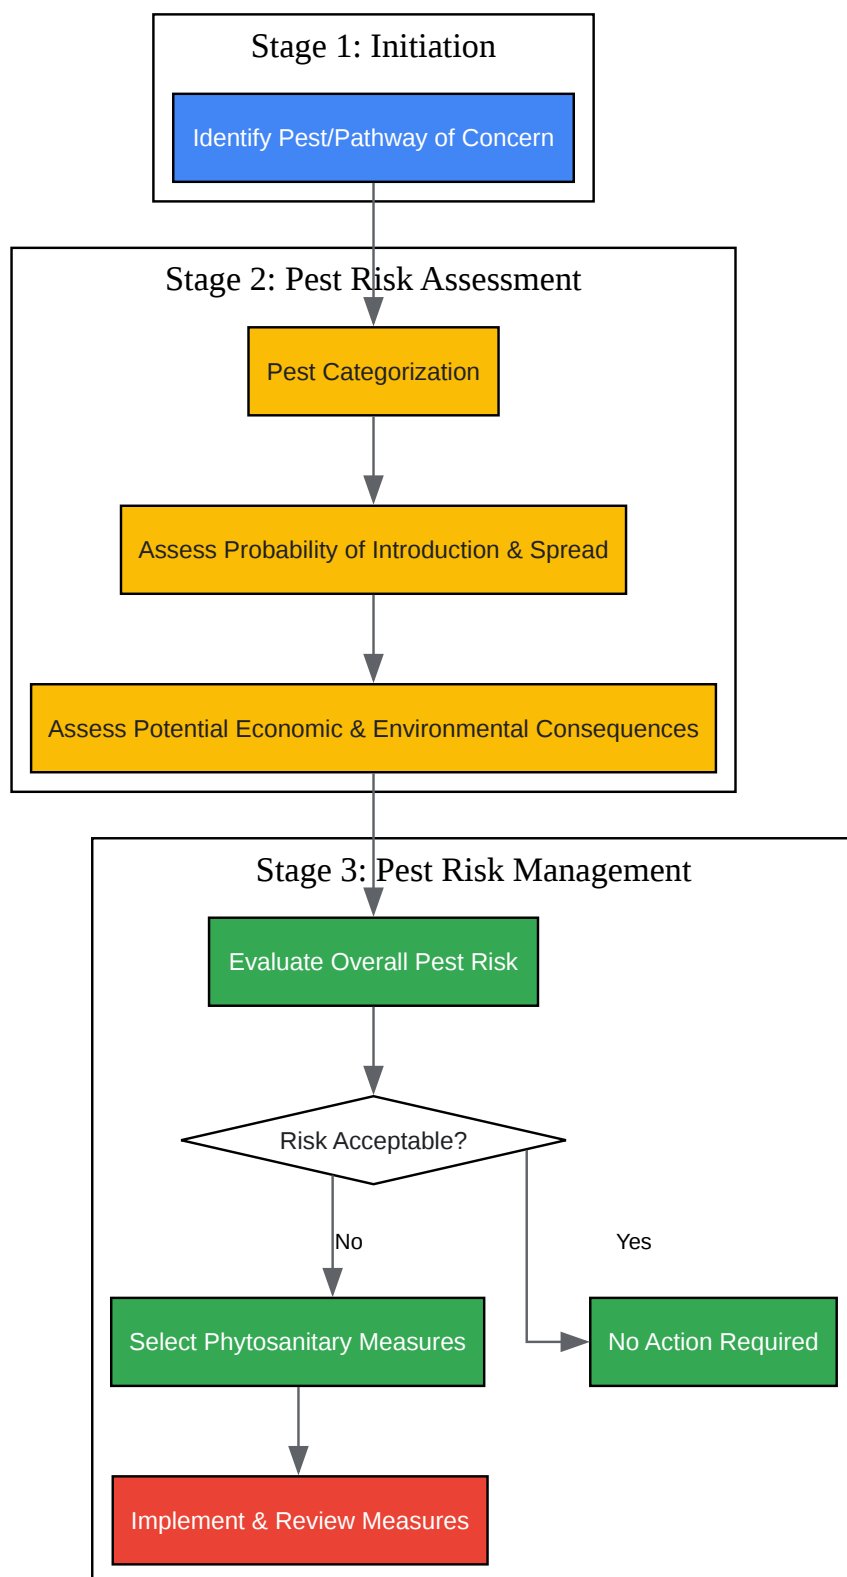 Stage 1: Initiation
Identify Pest/Pathway of Concern
Stage 2: Pest Risk Assessment
Pest Categorization
Assess Probability of Introduction & Spread
Assess Potential Economic & Environmental Consequences
Stage 3: Pest Risk Management
Evaluate Overall Pest Risk
Risk Acceptable?
No
Yes
Select Phytosanitary Measures
No Action Required
Implement & Review Measures